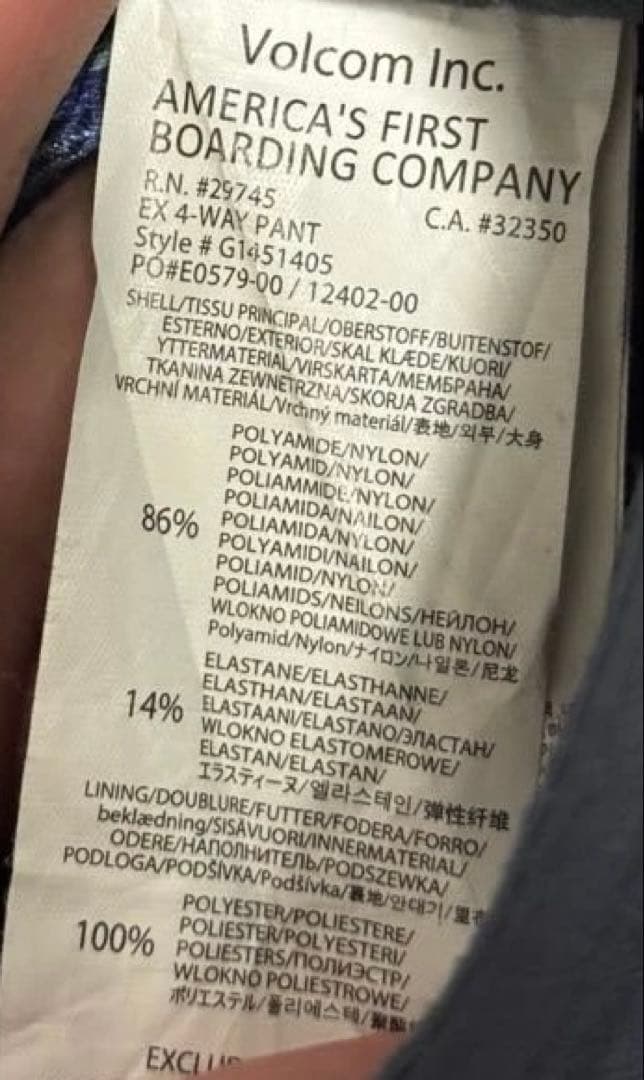 Volcom Inc.
AMERICA'S FIRST
BOARDING COMPANY
R.N. #29745 C.A. #32350
EX 4-WAY PANT
Style # G1451405
PO#E0579-00 / 12402-00
SHELL/TISSU PRINCIPAL/OBERSTOFF/BUITENSTOF/
ESTERNO/EXTERIOR/SKAL KLÆDE/KUORI/
YTTERMATERIAL/VIRSKARTA/МЕМБРАНА/
TKANINA ZEWNETRZNA/SKORJA ZGRADBA/
VRCHNÍ MATERIÁL/Vrchný materiál/表地/외부/大身
86%
POLYAMIDE/NYLON/
POLYAMID/NYLON/
POLIAMMIDE/NYLON/
POLIAMIDA/NAILON/
POLIAMIDA/NYLON/
POLYAMIDI/NAILON/
POLIAMID/NYLON/
POLIAMIDS/NEILONS/НЕЙЛОН/
WLOKNO POLIAMIDOWE LUB NYLON/
Polyamid/Nylon/ナイロン/나일론/尼龙
14%
ELASTANE/ELASTHANNE/
ELASTHAN/ELASTAAN/
ELASTAANI/ELASTANO/ЭЛАСТАН/
WLOKNO ELASTOMEROWE/
ELASTAN/ELASTAN/
エラスティーヌ/엘라스테인/弹性纤维
LINING/DOUBLURE/FUTTER/FODERA/FORRO/
beklædning/SISÄVUORI/INNERMATERIAL/
ODERE/НАПОЛНИТЕЛЬ/PODSZEWKA/
PODLOGA/PODŠÍVKA/Podšívka/裏地/안대기/里布
100%
POLYESTER/POLIESTERE/
POLIESTER/POLYESTERI/
POLIESTERS/ПОЛИЭСТР/
WLOKNO POLIESTROWE/
ポリエステル/폴리에스테/聚酯